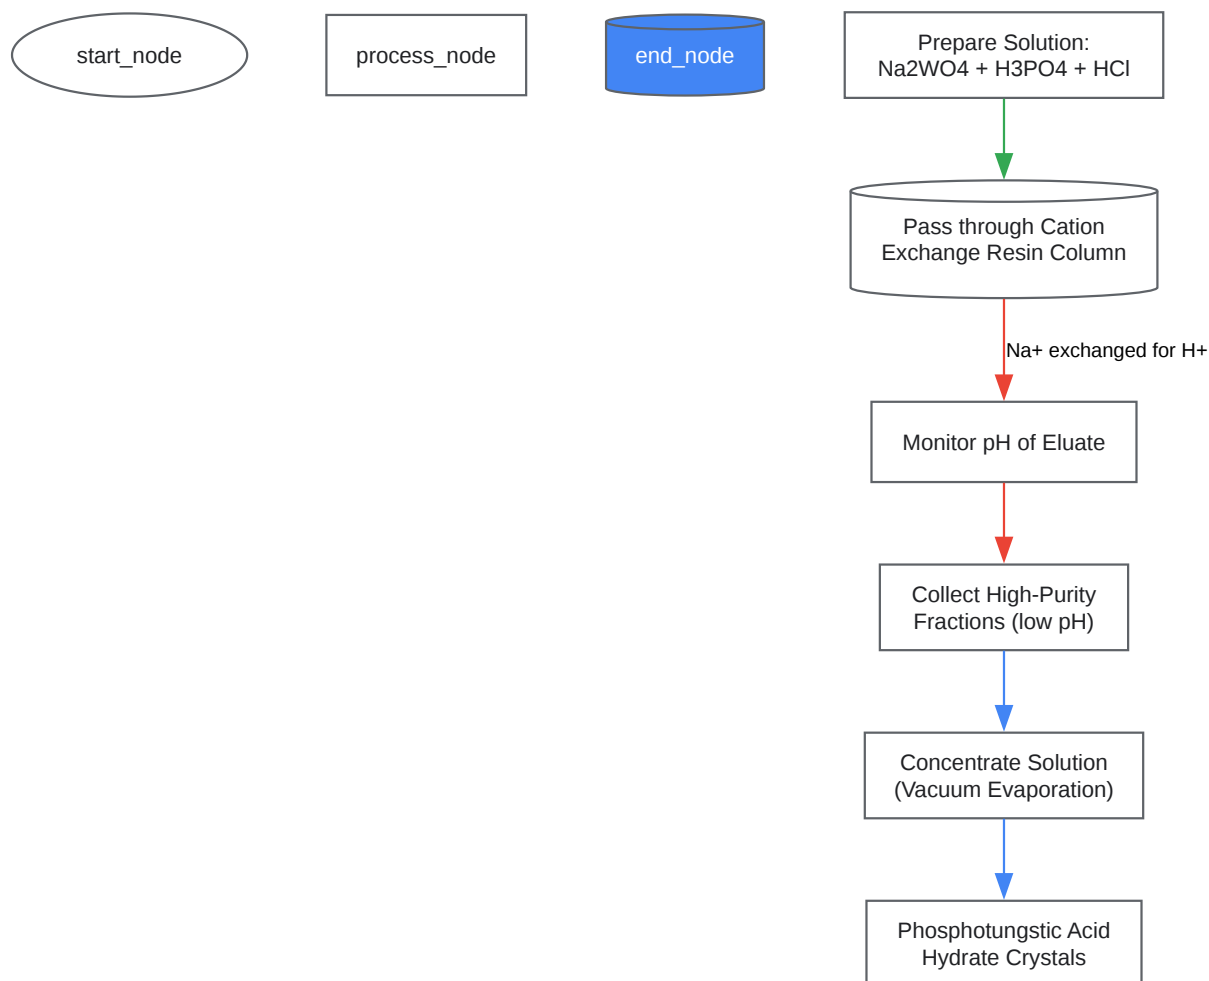 start_node
process_node
end_node
Prepare Solution:
Na2WO4 + H3PO4 + HCl
Pass through Cation
Exchange Resin Column
Na+ exchanged for H+
Monitor pH of Eluate
Collect High-Purity
Fractions (low pH)
Concentrate Solution
(Vacuum Evaporation)
Phosphotungstic Acid
Hydrate Crystals